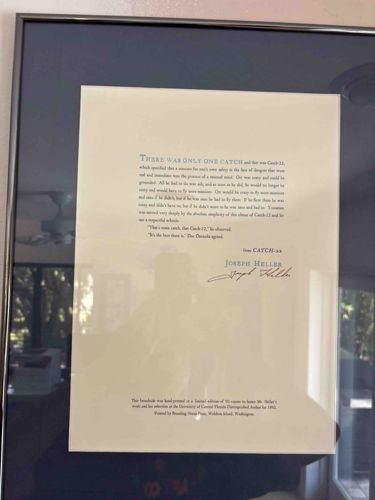 THERE WAS ONLY ONE CATCH and that was Catch-22,
which specified that a concern for one's own safety in the face of dangers that were
real and immediate was the process of a rational mind. Orr was crazy and could be
grounded. All he had to do was ask; and as soon as he did, he would no longer be
crazy and would have to fly more missions. Orr would be crazy to fly more missions
and sane if he didn't, but if he was sane he had to fly them. If he flew them he was
crazy and didn't have to; but if he didn't want to he was sane and had to. Yossarian
was moved very deeply by the absolute simplicity of this clause of Catch-22 and let
out a respectful whistle.
"That's some catch, that Catch-22," he observed.
"It's the best there is," Doc Daneeka agreed.
from CATCH-22
JOSEPH HELLER
Joseph Heller
This broadside was hand-printed in a limited edition of copies to honor Mr. Heller's
work and his selection as the University of Central Florida Distinguished Author for 1992.
Printed by Breaking Press, Island, Washington.